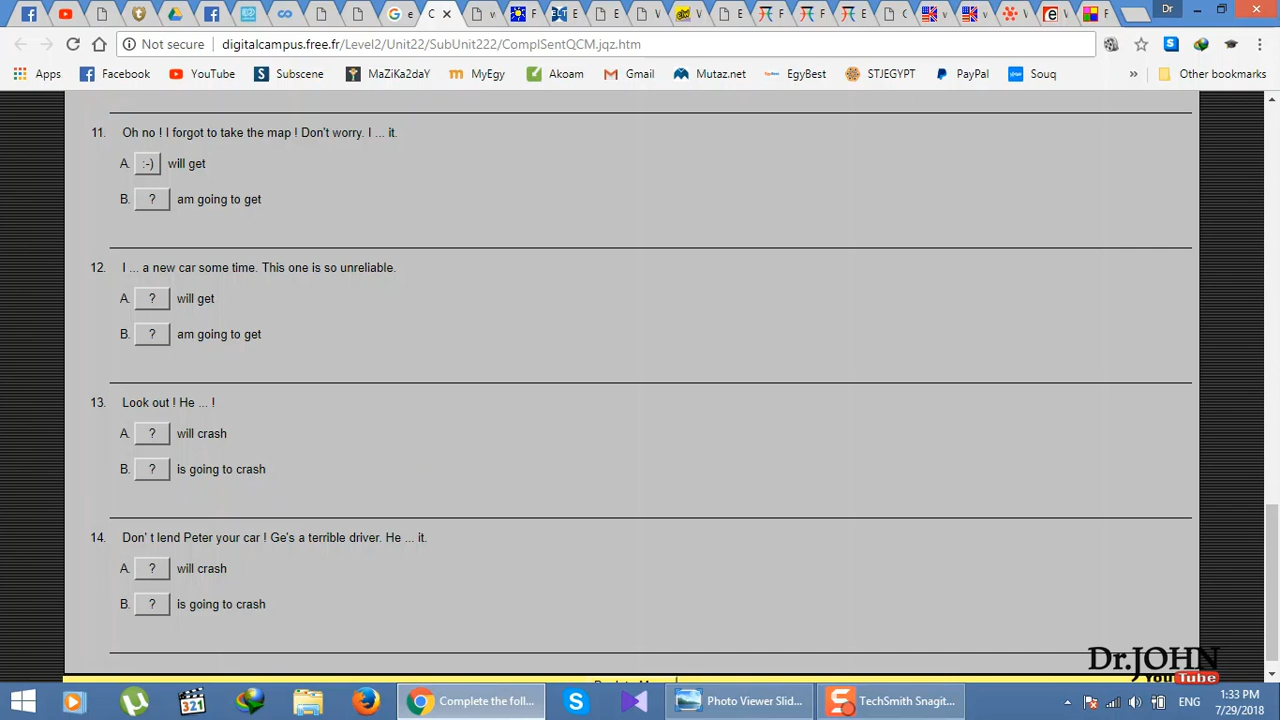 Dr
Not secure digitalcampus.free.fr/Level2/Unit22/SubUnit222/ComplSentQCM.jqz.htm
Apps Facebook YouTube Subscene MaZiKa2daY MyEgy Akoam Gmail Mutas.net EgyBest STJEGYPT PayPal Souq » Other bookmarks
11. Oh no ! I forgot to take the map ! Don't worry. I ... it.
A. :-) will get
B. ? am going to get
12. I ... a new car some time. This one is so unreliable.
A. ? will get
B. ? am going to get
13. Look out ! He ... !
A. ? will crash
B. ? is going to crash
14. Don' t lend Peter your car ! Ge's a terrible driver. He ... it.
A. ? will crash
B. ? is going to crash
Dr.JOHN
YouTube
Complete the foll... Photo Viewer Slid... TechSmith Snagit... ENG 1:33 PM
7/29/2018